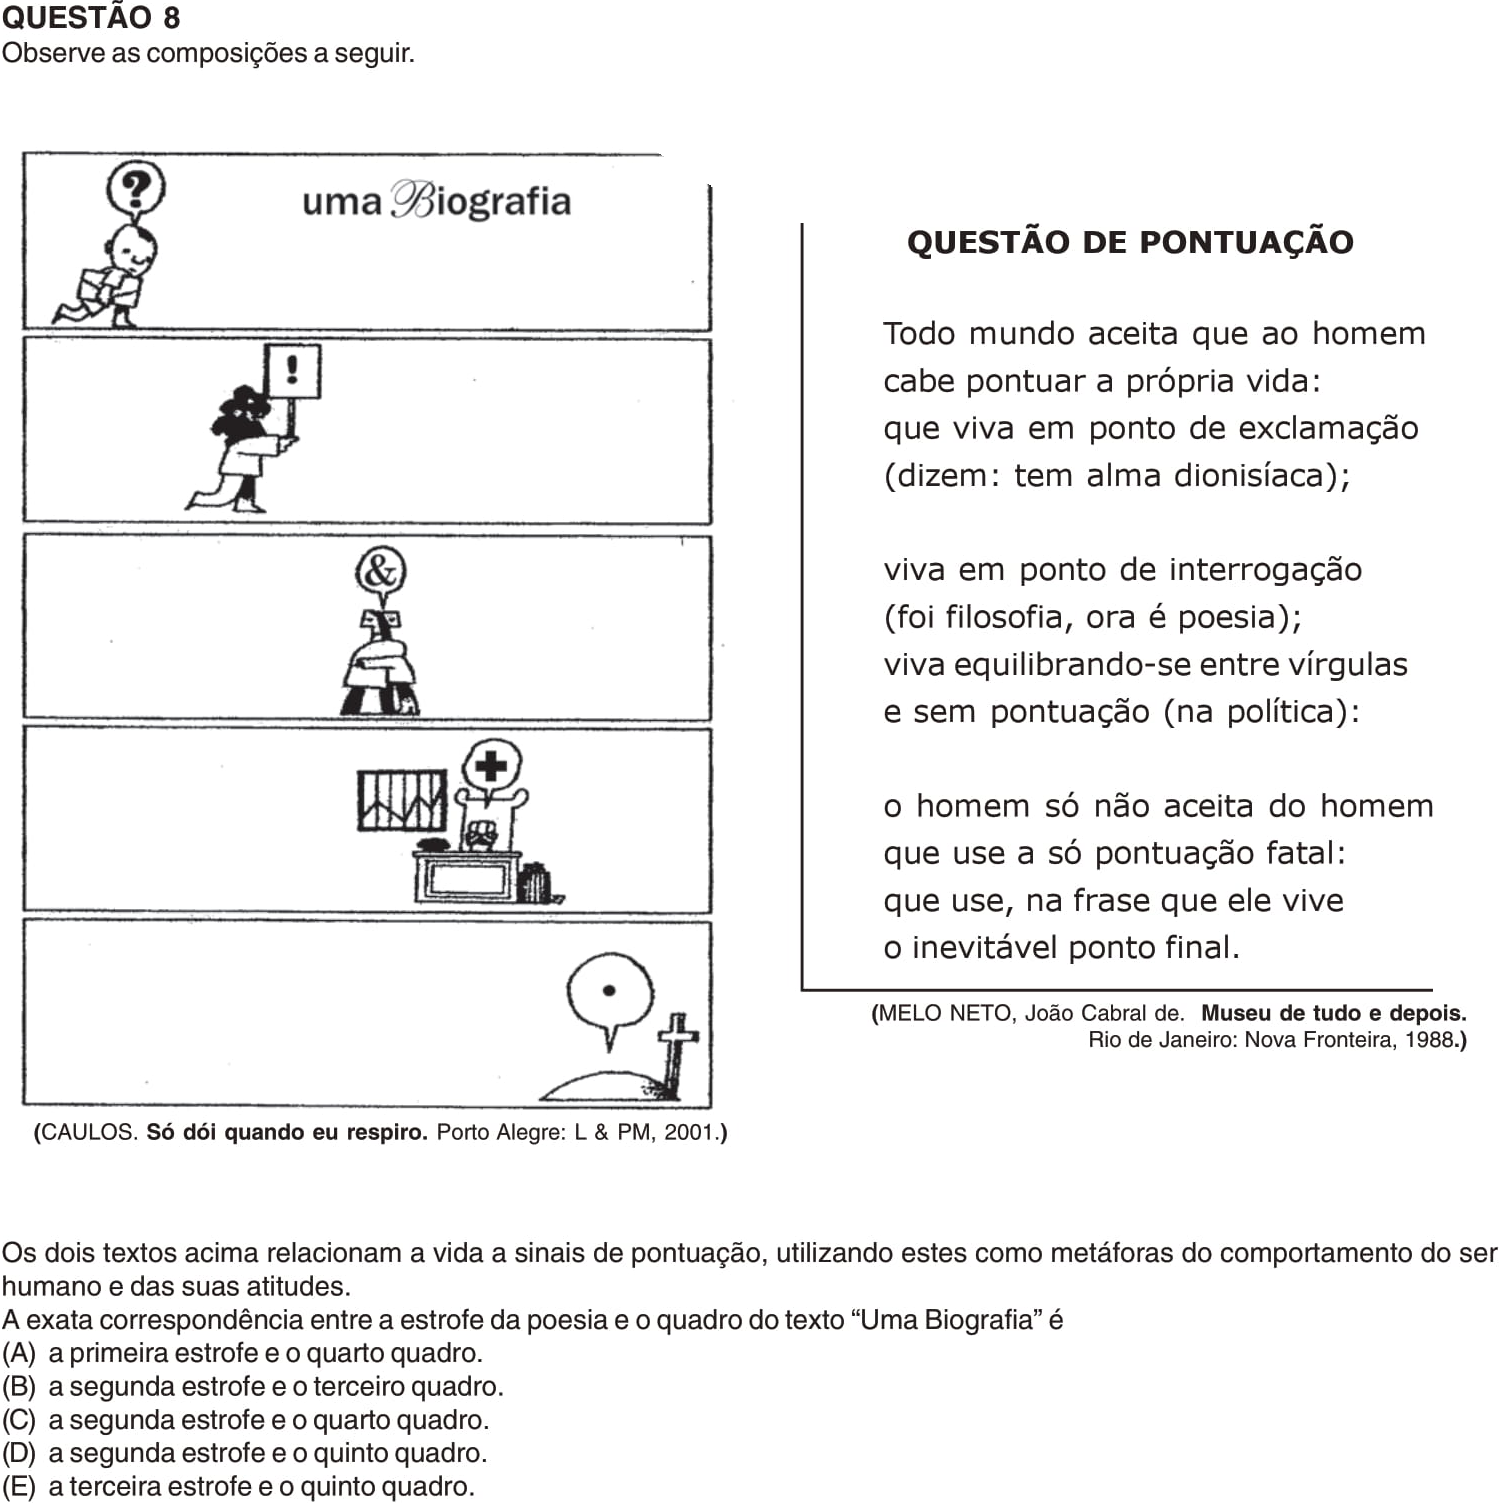 QUESTÃO 8
Observe as composições a seguir.
?
uma Biografia
!
&
+
.
(CAULOS. Só dói quando eu respiro. Porto Alegre: L & PM, 2001.)
QUESTÃO DE PONTUAÇÃO
Todo mundo aceita que ao homem
cabe pontuar a própria vida:
que viva em ponto de exclamação
(dizem: tem alma dionisíaca);
viva em ponto de interrogação
(foi filosofia, ora é poesia);
viva equilibrando-se entre vírgulas
e sem pontuação (na política):
o homem só não aceita do homem
que use a só pontuação fatal:
que use, na frase que ele vive
o inevitável ponto final.
(MELO NETO, João Cabral de. Museu de tudo e depois.
Rio de Janeiro: Nova Fronteira, 1988.)
Os dois textos acima relacionam a vida a sinais de pontuação, utilizando estes como metáforas do comportamento do ser
humano e das suas atitudes.
A exata correspondência entre a estrofe da poesia e o quadro do texto “Uma Biografia” é
(A) a primeira estrofe e o quarto quadro.
(B) a segunda estrofe e o terceiro quadro.
(C) a segunda estrofe e o quarto quadro.
(D) a segunda estrofe e o quinto quadro.
(E) a terceira estrofe e o quinto quadro.